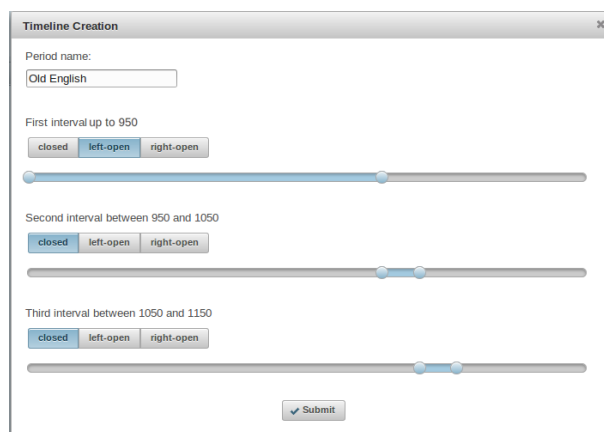 Timeline Creation
Period name:
Old English
First interval up to 950
closed left-open right-open
Second interval between 950 and 1050
closed left-open right-open
Third interval between 1050 and 1150
closed left-open right-open
Submit